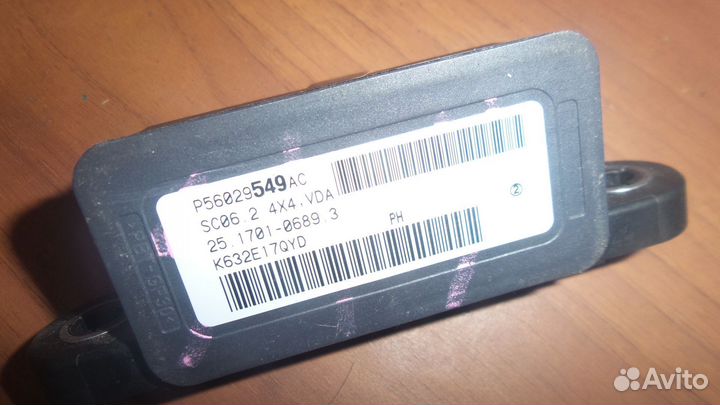 P56029549AC
SC06.2 4X4.VDA
25.1701-0689.3 PH
K632E17QYD
2
Avito